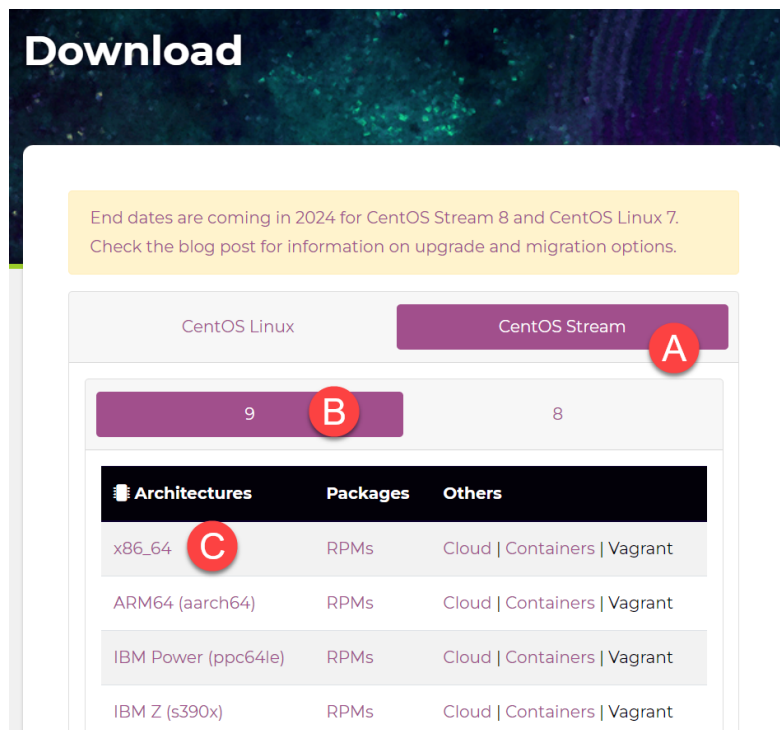 Download
End dates are coming in 2024 for CentOS Stream 8 and CentOS Linux 7.
Check the blog post for information on upgrade and migration options.
CentOS Linux CentOS Stream A
9 B 8
Architectures Packages Others
x86_64 C RPMs Cloud | Containers | Vagrant
ARM64 (aarch64) RPMs Cloud | Containers | Vagrant
IBM Power (ppc64le) RPMs Cloud | Containers | Vagrant
IBM Z (s390x) RPMs Cloud | Containers | Vagrant